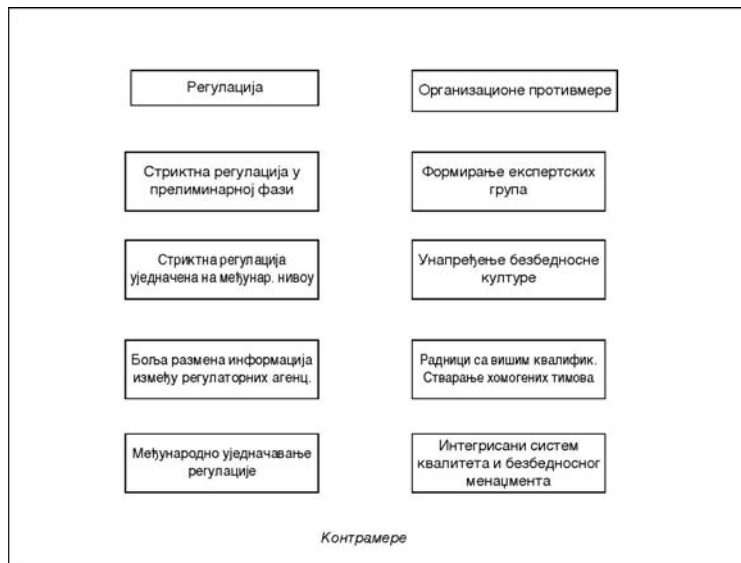 Регулација
Организационе противмере
Стриктна регулација у
прелиминарној фази
Формирање експертских
група
Стриктна регулација
уједначена на међунар. нивоу
Унапређење безбедносне
културе
Боља размена информација
између регулаторних агенц.
Радници са вишим квалифик.
Стварање хомогених тимова
Међународно уједначавање
регулације
Интегрисани систем
квалитета и безбедносног
менаџмента
Контрамере